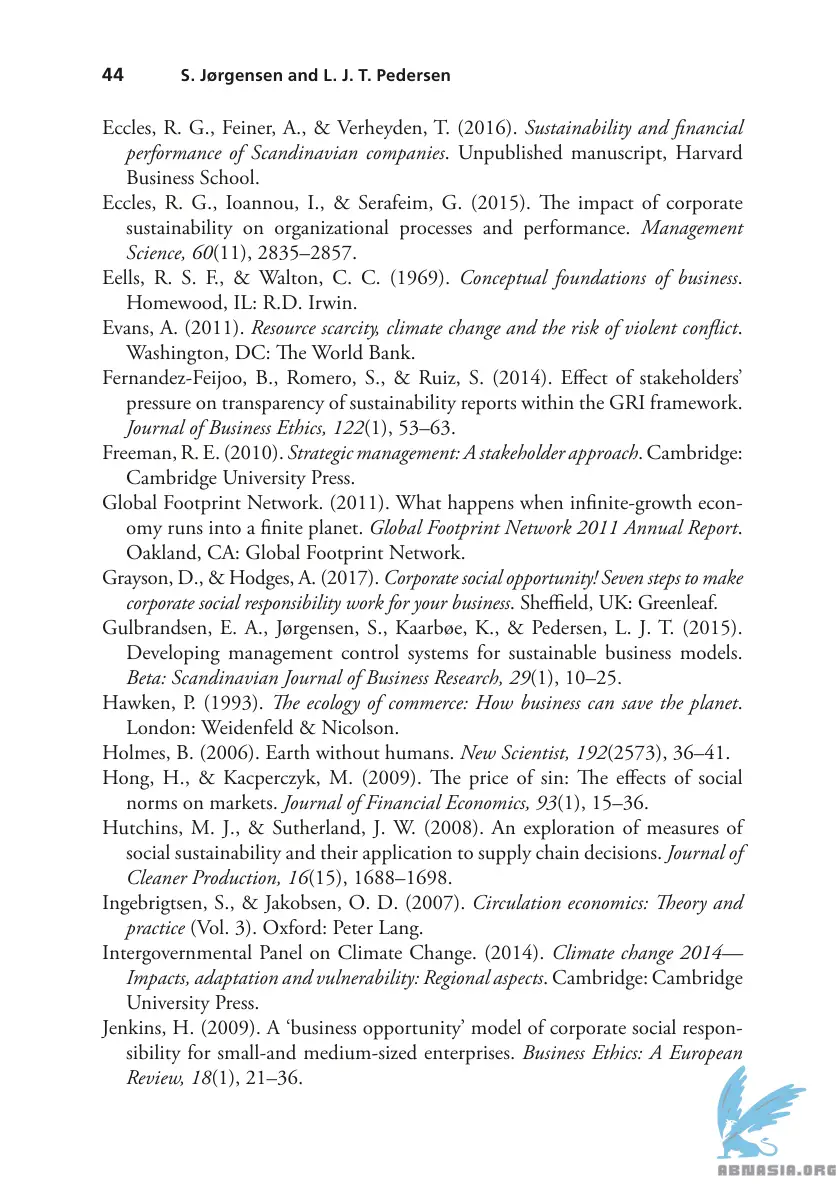 44 S. Jørgensen and L. J. T. Pedersen
Eccles, R. G., Feiner, A., & Verheyden, T. (2016). Sustainability and financial
performance of Scandinavian companies. Unpublished manuscript, Harvard
Business School.
Eccles, R. G., Ioannou, I., & Serafeim, G. (2015). The impact of corporate
sustainability on organizational processes and performance. Management
Science, 60(11), 2835–2857.
Eells, R. S. F., & Walton, C. C. (1969). Conceptual foundations of business.
Homewood, IL: R.D. Irwin.
Evans, A. (2011). Resource scarcity, climate change and the risk of violent conflict.
Washington, DC: The World Bank.
Fernandez-Feijoo, B., Romero, S., & Ruiz, S. (2014). Effect of stakeholders’
pressure on transparency of sustainability reports within the GRI framework.
Journal of Business Ethics, 122(1), 53–63.
Freeman, R. E. (2010). Strategic management: A stakeholder approach. Cambridge:
Cambridge University Press.
Global Footprint Network. (2011). What happens when infinite-growth econ-
omy runs into a finite planet. Global Footprint Network 2011 Annual Report.
Oakland, CA: Global Footprint Network.
Grayson, D., & Hodges, A. (2017). Corporate social opportunity! Seven steps to make
corporate social responsibility work for your business. Sheffield, UK: Greenleaf.
Gulbrandsen, E. A., Jørgensen, S., Kaarbøe, K., & Pedersen, L. J. T. (2015).
Developing management control systems for sustainable business models.
Beta: Scandinavian Journal of Business Research, 29(1), 10–25.
Hawken, P. (1993). The ecology of commerce: How business can save the planet.
London: Weidenfeld & Nicolson.
Holmes, B. (2006). Earth without humans. New Scientist, 192(2573), 36–41.
Hong, H., & Kacperczyk, M. (2009). The price of sin: The effects of social
norms on markets. Journal of Financial Economics, 93(1), 15–36.
Hutchins, M. J., & Sutherland, J. W. (2008). An exploration of measures of
social sustainability and their application to supply chain decisions. Journal of
Cleaner Production, 16(15), 1688–1698.
Ingebrigtsen, S., & Jakobsen, O. D. (2007). Circulation economics: Theory and
practice (Vol. 3). Oxford: Peter Lang.
Intergovernmental Panel on Climate Change. (2014). Climate change 2014—
Impacts, adaptation and vulnerability: Regional aspects. Cambridge: Cambridge
University Press.
Jenkins, H. (2009). A ‘business opportunity’ model of corporate social respon-
sibility for small-and medium-sized enterprises. Business Ethics: A European
Review, 18(1), 21–36.
ABNASIA.ORG